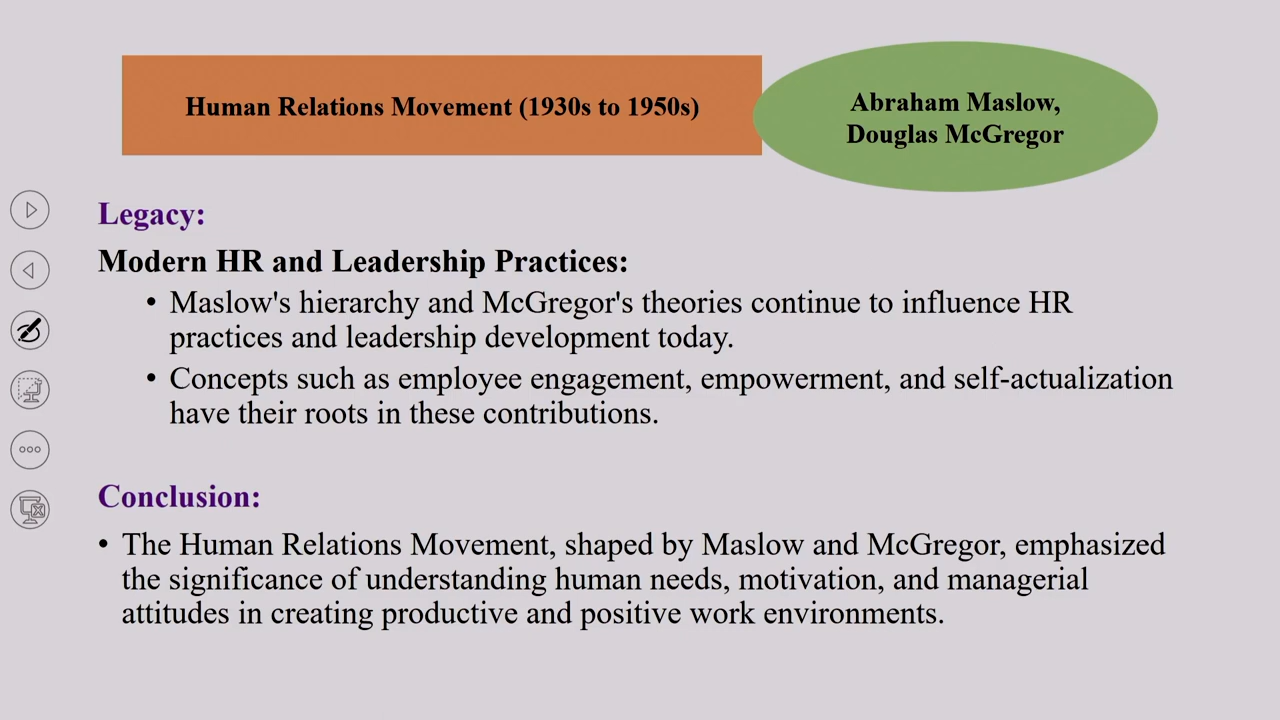 Human Relations Movement (1930s to 1950s)
Abraham Maslow,
Douglas McGregor
Legacy:
Modern HR and Leadership Practices:
• Maslow's hierarchy and McGregor's theories continue to influence HR
practices and leadership development today.
• Concepts such as employee engagement, empowerment, and self-actualization
have their roots in these contributions.
Conclusion:
• The Human Relations Movement, shaped by Maslow and McGregor, emphasized
the significance of understanding human needs, motivation, and managerial
attitudes in creating productive and positive work environments.